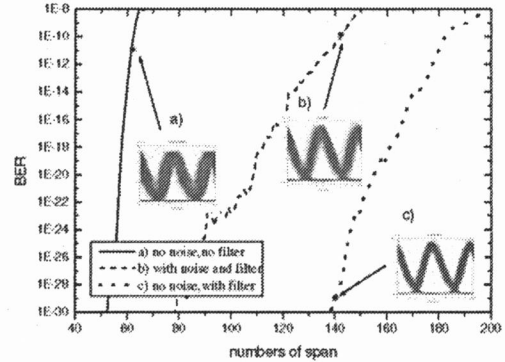 1E-8
1E-10
1E-12
1E-14
1E-16
1E-18
1E-20
1E-22
1E-24
1E-26
1E-28
1E-30
BER
a)
b)
c)
a) no noise,no filter
b) with noise and filter
c) no noise, with filter
40 60 80 100 120 140 160 180 200
numbers of span